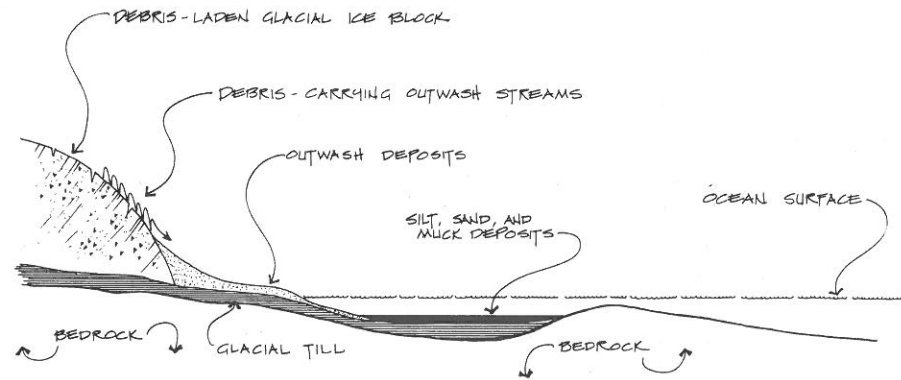 DEBRIS-LADEN GLACIAL ICE BLOCK
DEBRIS-CARRYING OUTWASH STREAMS
OUTWASH DEPOSITS
OCEAN SURFACE
SILT, SAND, AND
MUCK DEPOSITS
BEDROCK
GLACIAL TILL
BEDROCK